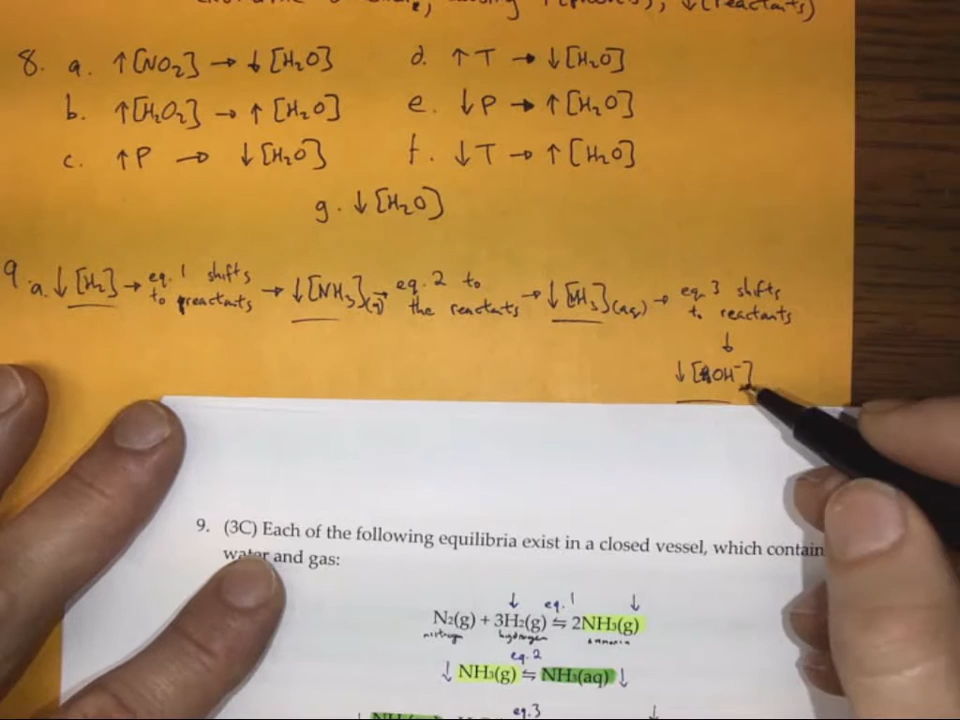 ↓ [reactants])
8. a. ↑[NO₂] → ↓[H₂O] d. ↑T → ↓[H₂O]
b. ↑[H₂O₂] → ↑[H₂O] e. ↓P → ↑[H₂O]
c. ↑P → ↓[H₂O] f. ↓T → ↑[H₂O]
g. ↓[H₂O]
9. a. ↓[H₂] → eq. 1 shifts to reactants → ↓[NH₃](g) → eq. 2 to the reactants → ↓[NH₃](aq) → eq. 3 shifts to reactants
↓
↓[OH⁻]
9. (3C) Each of the following equilibria exist in a closed vessel, which contain
water and gas:
↓ eq. 1 ↓
N₂(g) + 3H₂(g) ⇋ 2NH₃(g)
nitrogen hydrogen ammonia
eq. 2
↓ NH₃(g) ⇋ NH₃(aq) ↓
eq. 3 ↓